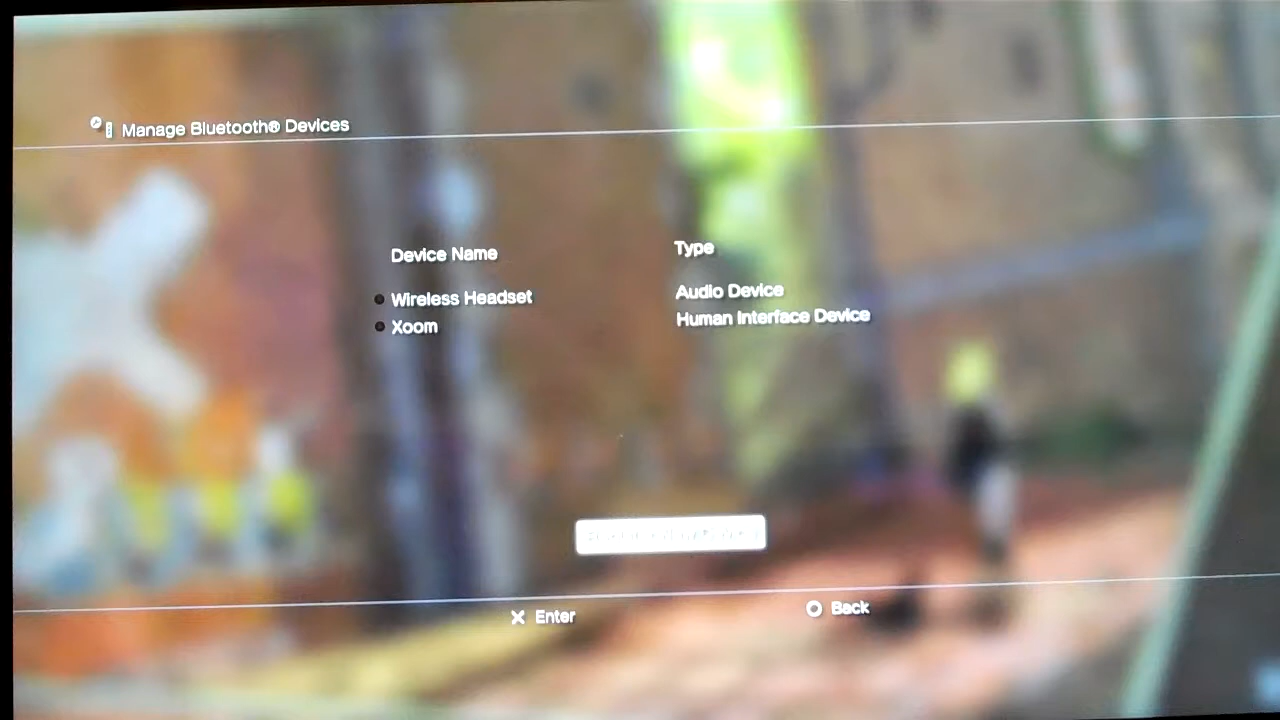 Manage Bluetooth® Devices
Device Name Type
Wireless Headset Audio Device
Xoom Human Interface Device
Enter Back